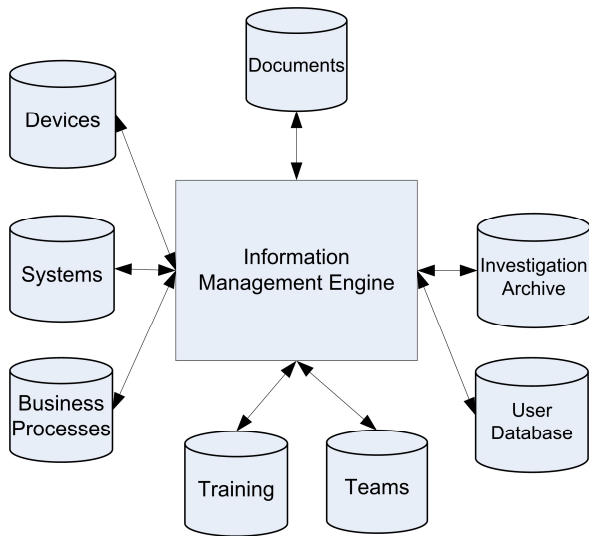 Documents
Devices
Information
Management Engine
Systems
Investigation
Archive
Business
Processes
User
Database
Training
Teams